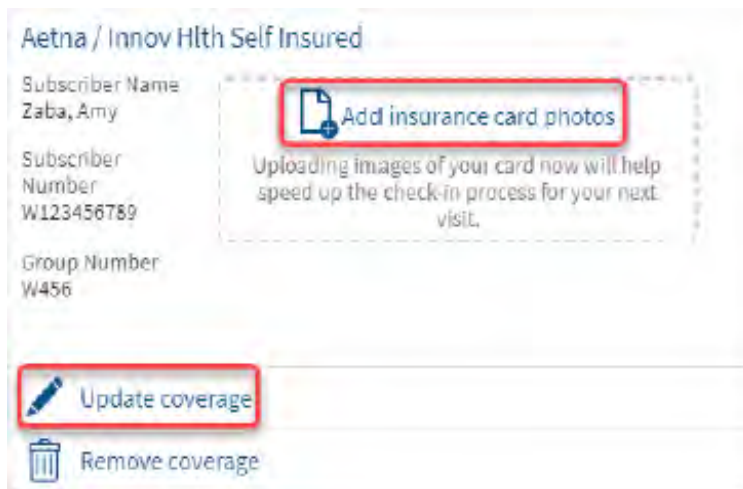 Aetna / Innov Hlth Self Insured
Subscriber Name
Zaba, Amy
Subscriber
Number
W123456789
Group Number
W456
Add insurance card photos
Uploading images of your card now will help
speed up the check-in process for your next
visit.
Update coverage
Remove coverage